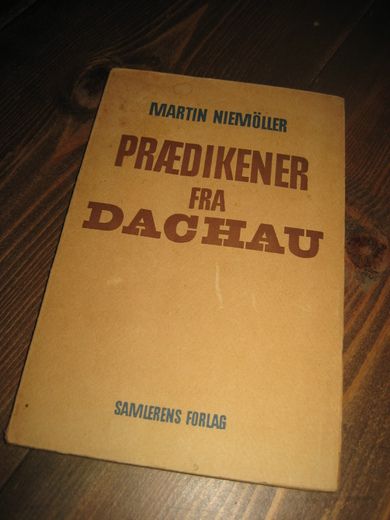 MARTIN NIEMÖLLER
PRÆDIKENER
FRA
DACHAU
SAMLERENS FORLAG